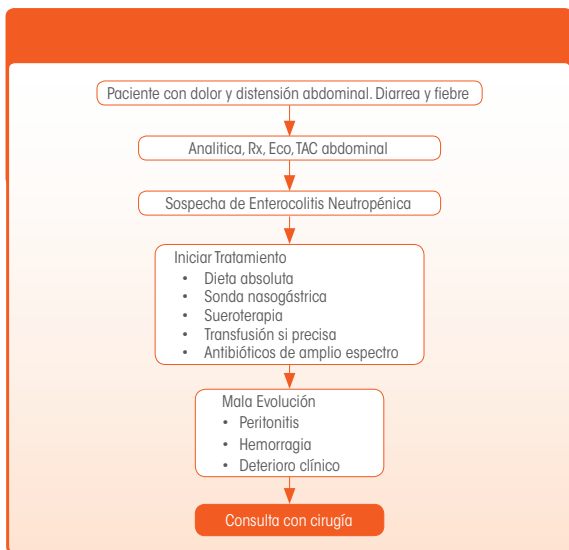 Paciente con dolor y distensión abdominal. Diarrea y fiebre
Analitica, Rx, Eco, TAC abdominal
Sospecha de Enterocolitis Neutropénica
Iniciar Tratamiento
• Dieta absoluta
• Sonda nasogástrica
• Sueroterapia
• Transfusión si precisa
• Antibióticos de amplio espectro
Mala Evolución
• Peritonitis
• Hemorragia
• Deterioro clínico
Consulta con cirugía